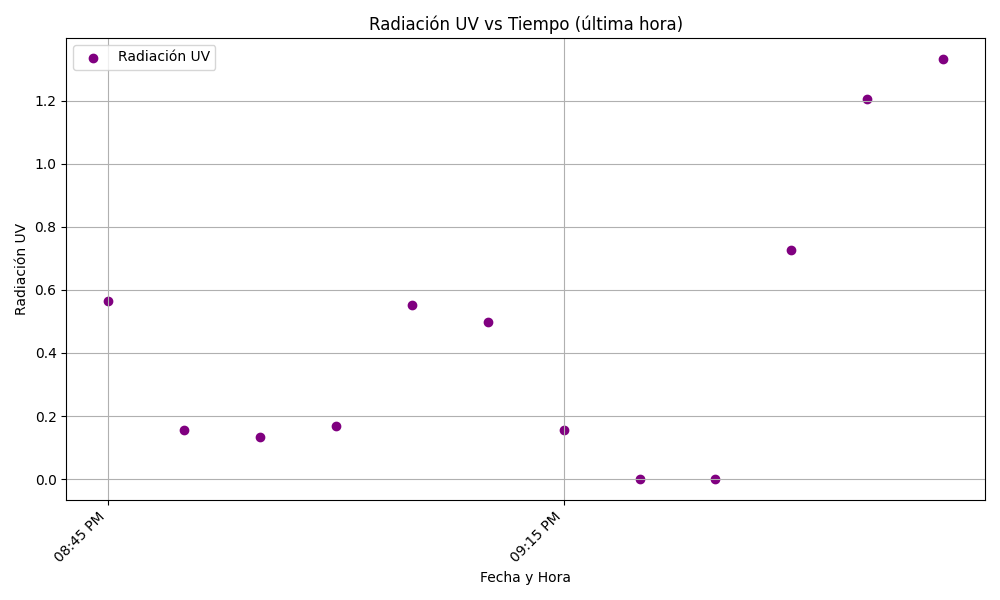 Radiación UV vs Tiempo (última hora)
Radiación UV
Radiación UV
1.2
1.0
0.8
0.6
0.4
0.2
0.0
08:45 PM
09:15 PM
Fecha y Hora